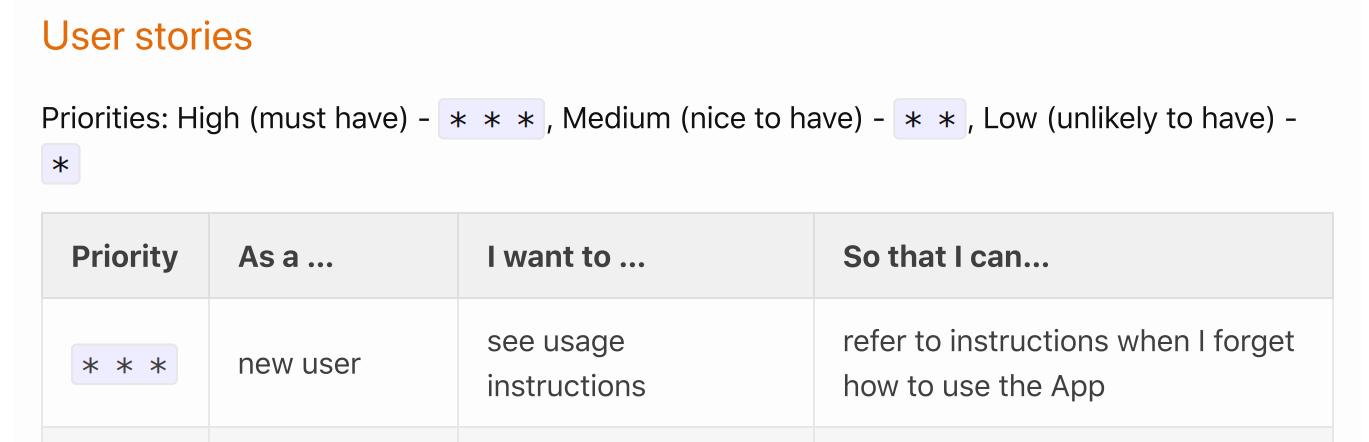 User stories
Priorities: High (must have) - * * *, Medium (nice to have) - * *, Low (unlikely to have) -
*
Priority As a ... I want to ... So that I can...
* * * new user see usage instructions refer to instructions when I forget how to use the App